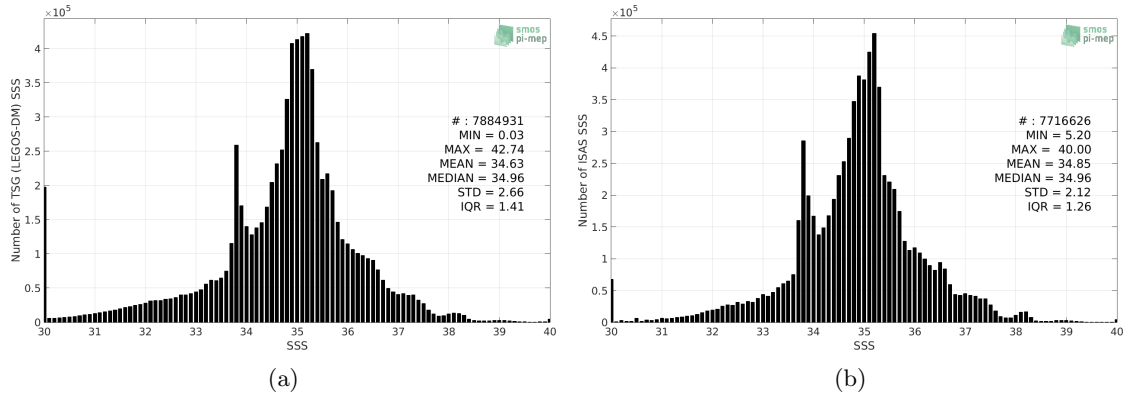 ×10⁵
4
3.5
3
2.5
2
1.5
1
0.5
0
Number of TSG (LEGOS-DM) SSS
30 31 32 33 34 35 36 37 38 39 40
SSS
smos
pi-mep
# : 7884931
MIN = 0.03
MAX = 42.74
MEAN = 34.63
MEDIAN = 34.96
STD = 2.66
IQR = 1.41
(a)
×10⁵
4.5
4
3.5
3
2.5
2
1.5
1
0.5
0
Number of ISAS SSS
30 31 32 33 34 35 36 37 38 39 40
SSS
smos
pi-mep
# : 7716626
MIN = 5.20
MAX = 40.00
MEAN = 34.85
MEDIAN = 34.96
STD = 2.12
IQR = 1.26
(b)